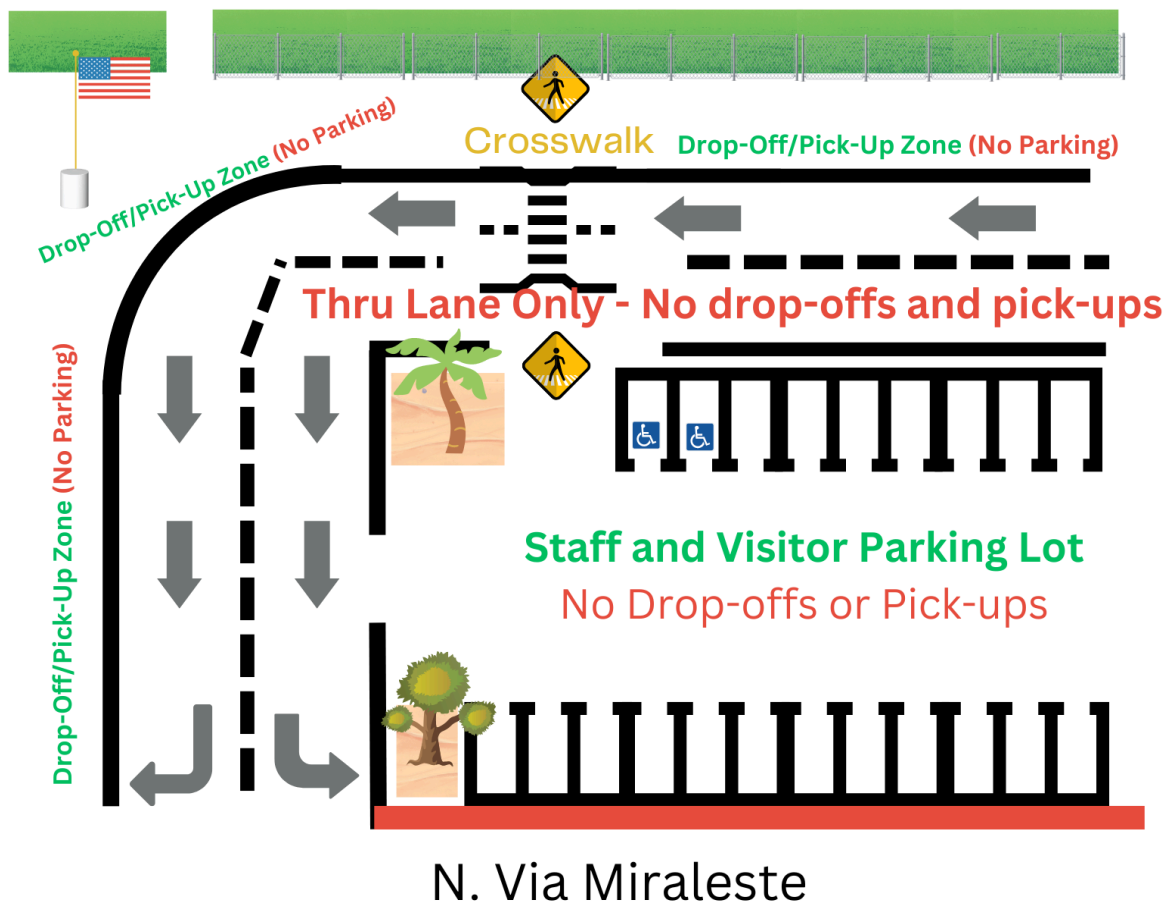 Crosswalk
Drop-Off/Pick-Up Zone (No Parking)
Drop-Off/Pick-Up Zone (No Parking)
Thru Lane Only - No drop-offs and pick-ups
Drop-Off/Pick-Up Zone (No Parking)
Staff and Visitor Parking Lot
No Drop-offs or Pick-ups
N. Via Miraleste